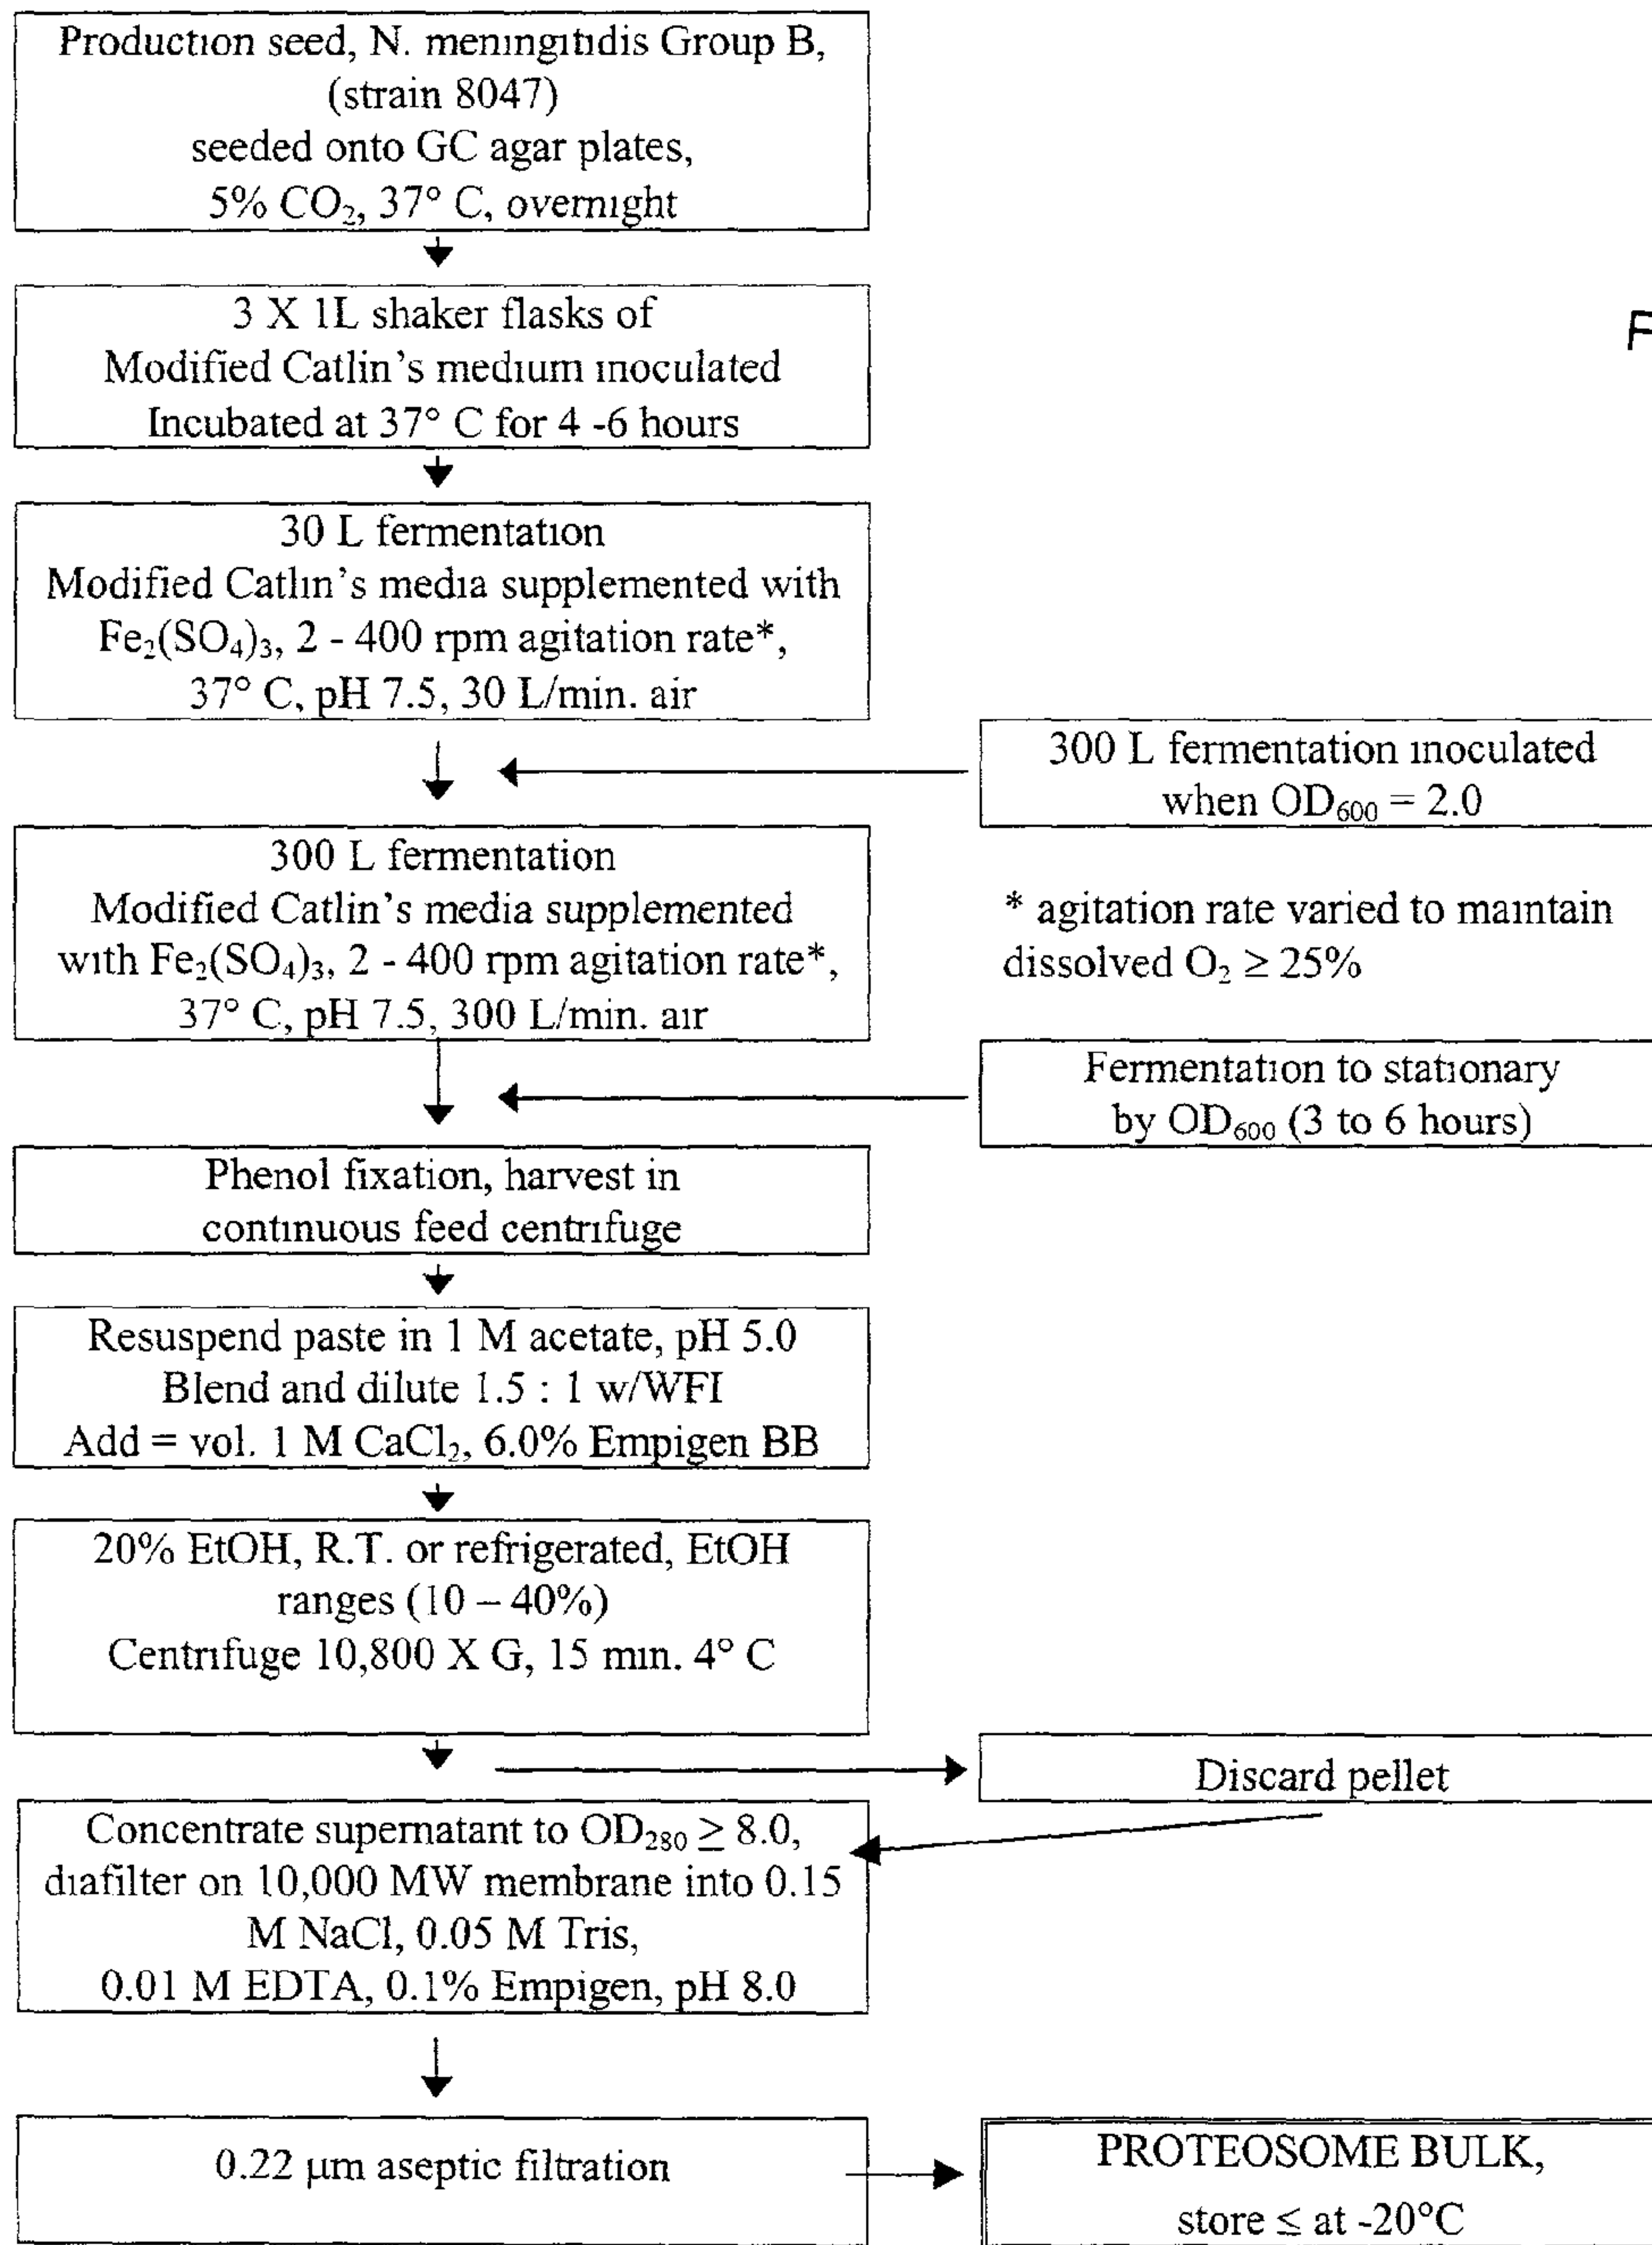 Production seed, N. meningitidis Group B,
(strain 8047)
seeded onto GC agar plates,
5% CO₂, 37° C, overnight
3 X 1L shaker flasks of
Modified Catlin's medium inoculated
Incubated at 37° C for 4 -6 hours
F
30 L fermentation
Modified Catlin's media supplemented with
Fe₂(SO₄)₃, 2 - 400 rpm agitation rate*,
37° C, pH 7.5, 30 L/min. air
300 L fermentation inoculated
when OD₆₀₀ = 2.0
300 L fermentation
Modified Catlin's media supplemented
with Fe₂(SO₄)₃, 2 - 400 rpm agitation rate*,
37° C, pH 7.5, 300 L/min. air
* agitation rate varied to maintain
dissolved O₂ ≥ 25%
Fermentation to stationary
by OD₆₀₀ (3 to 6 hours)
Phenol fixation, harvest in
continuous feed centrifuge
Resuspend paste in 1 M acetate, pH 5.0
Blend and dilute 1.5 : 1 w/WFI
Add = vol. 1 M CaCl₂, 6.0% Empigen BB
20% EtOH, R.T. or refrigerated, EtOH
ranges (10 – 40%)
Centrifuge 10,800 X G, 15 min. 4° C
Discard pellet
Concentrate supernatant to OD₂₈₀ ≥ 8.0,
diafilter on 10,000 MW membrane into 0.15
M NaCl, 0.05 M Tris,
0.01 M EDTA, 0.1% Empigen, pH 8.0
0.22 µm aseptic filtration
PROTEOSOME BULK,
store ≤ at -20°C